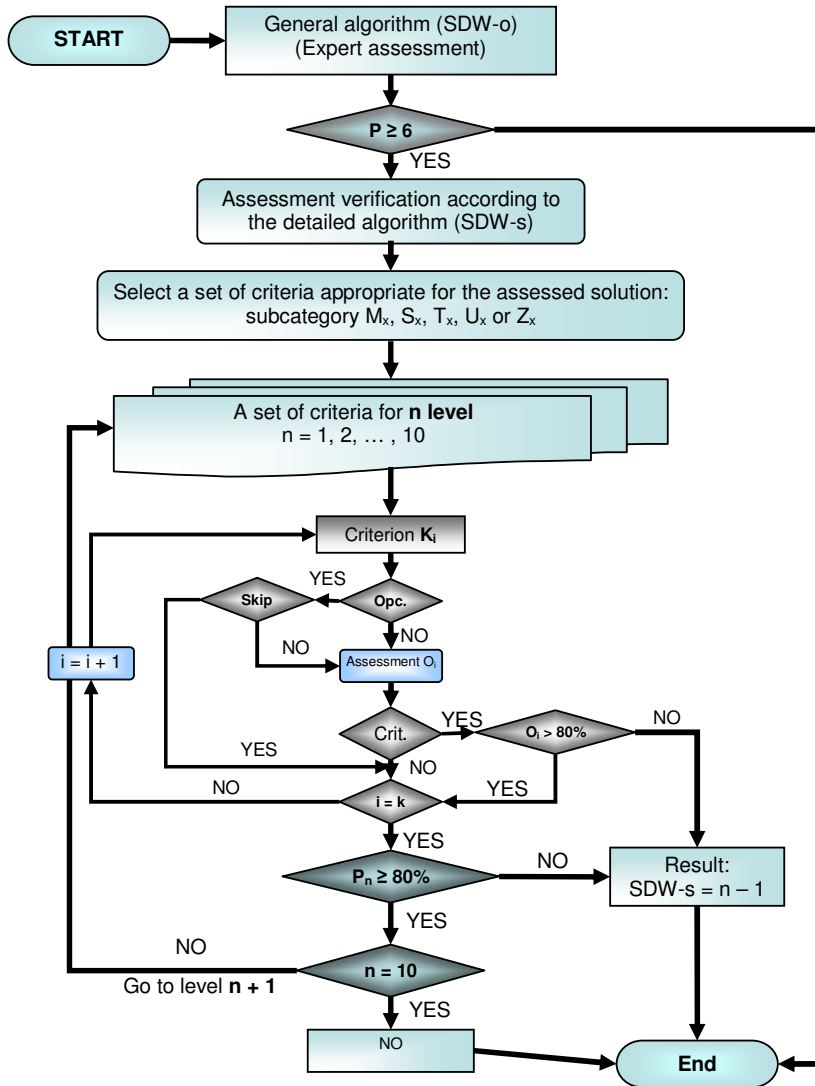 START
General algorithm (SDW-o)
(Expert assessment)
P ≥ 6
YES
Assessment verification according to
the detailed algorithm (SDW-s)
Select a set of criteria appropriate for the assessed solution:
subcategory Mₓ, Sₓ, Tₓ, Uₓ or Zₓ
A set of criteria for n level
n = 1, 2, … , 10
Criterion Kᵢ
YES
Skip
Opc.
NO
NO
Assessment Oᵢ
i = i + 1
YES
NO
Crit.
Oᵢ > 80%
YES
NO
NO
YES
i = k
YES
NO
Pₙ ≥ 80%
Result:
SDW-s = n – 1
YES
NO
n = 10
Go to level n + 1
YES
NO
End